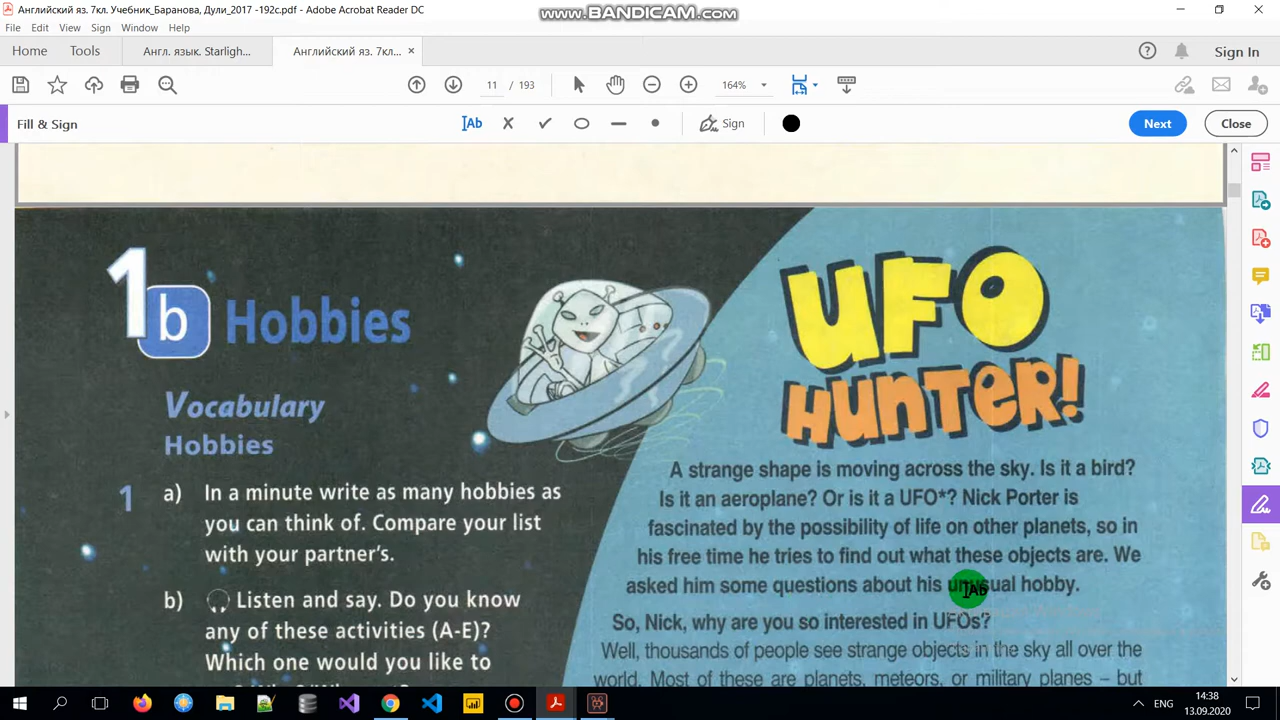 Английский яз. 7кл. Учебник_Баранова, Дули_2017 -192с.pdf - Adobe Acrobat Reader DC
www.BANDICAM.com
File Edit View Sign Window Help
Home Tools Англ. язык. Starligh... Английский яз. 7кл... × Sign In
11 / 193 164%
Fill & Sign Ab Sign Next Close
1b Hobbies
Vocabulary
Hobbies
1 a) In a minute write as many hobbies as
you can think of. Compare your list
with your partner's.
b) Listen and say. Do you know
any of these activities (A-E)?
Which one would you like to
UFO
HUNTER!
A strange shape is moving across the sky. Is it a bird?
Is it an aeroplane? Or is it a UFO*? Nick Porter is
fascinated by the possibility of life on other planets, so in
his free time he tries to find out what these objects are. We
asked him some questions about his unusual hobby.
So, Nick, why are you so interested in UFOs?
Well, thousands of people see strange objects in the sky all over the
world. Most of these are planets, meteors, or military planes – but
ENG
14:38
13.09.2020